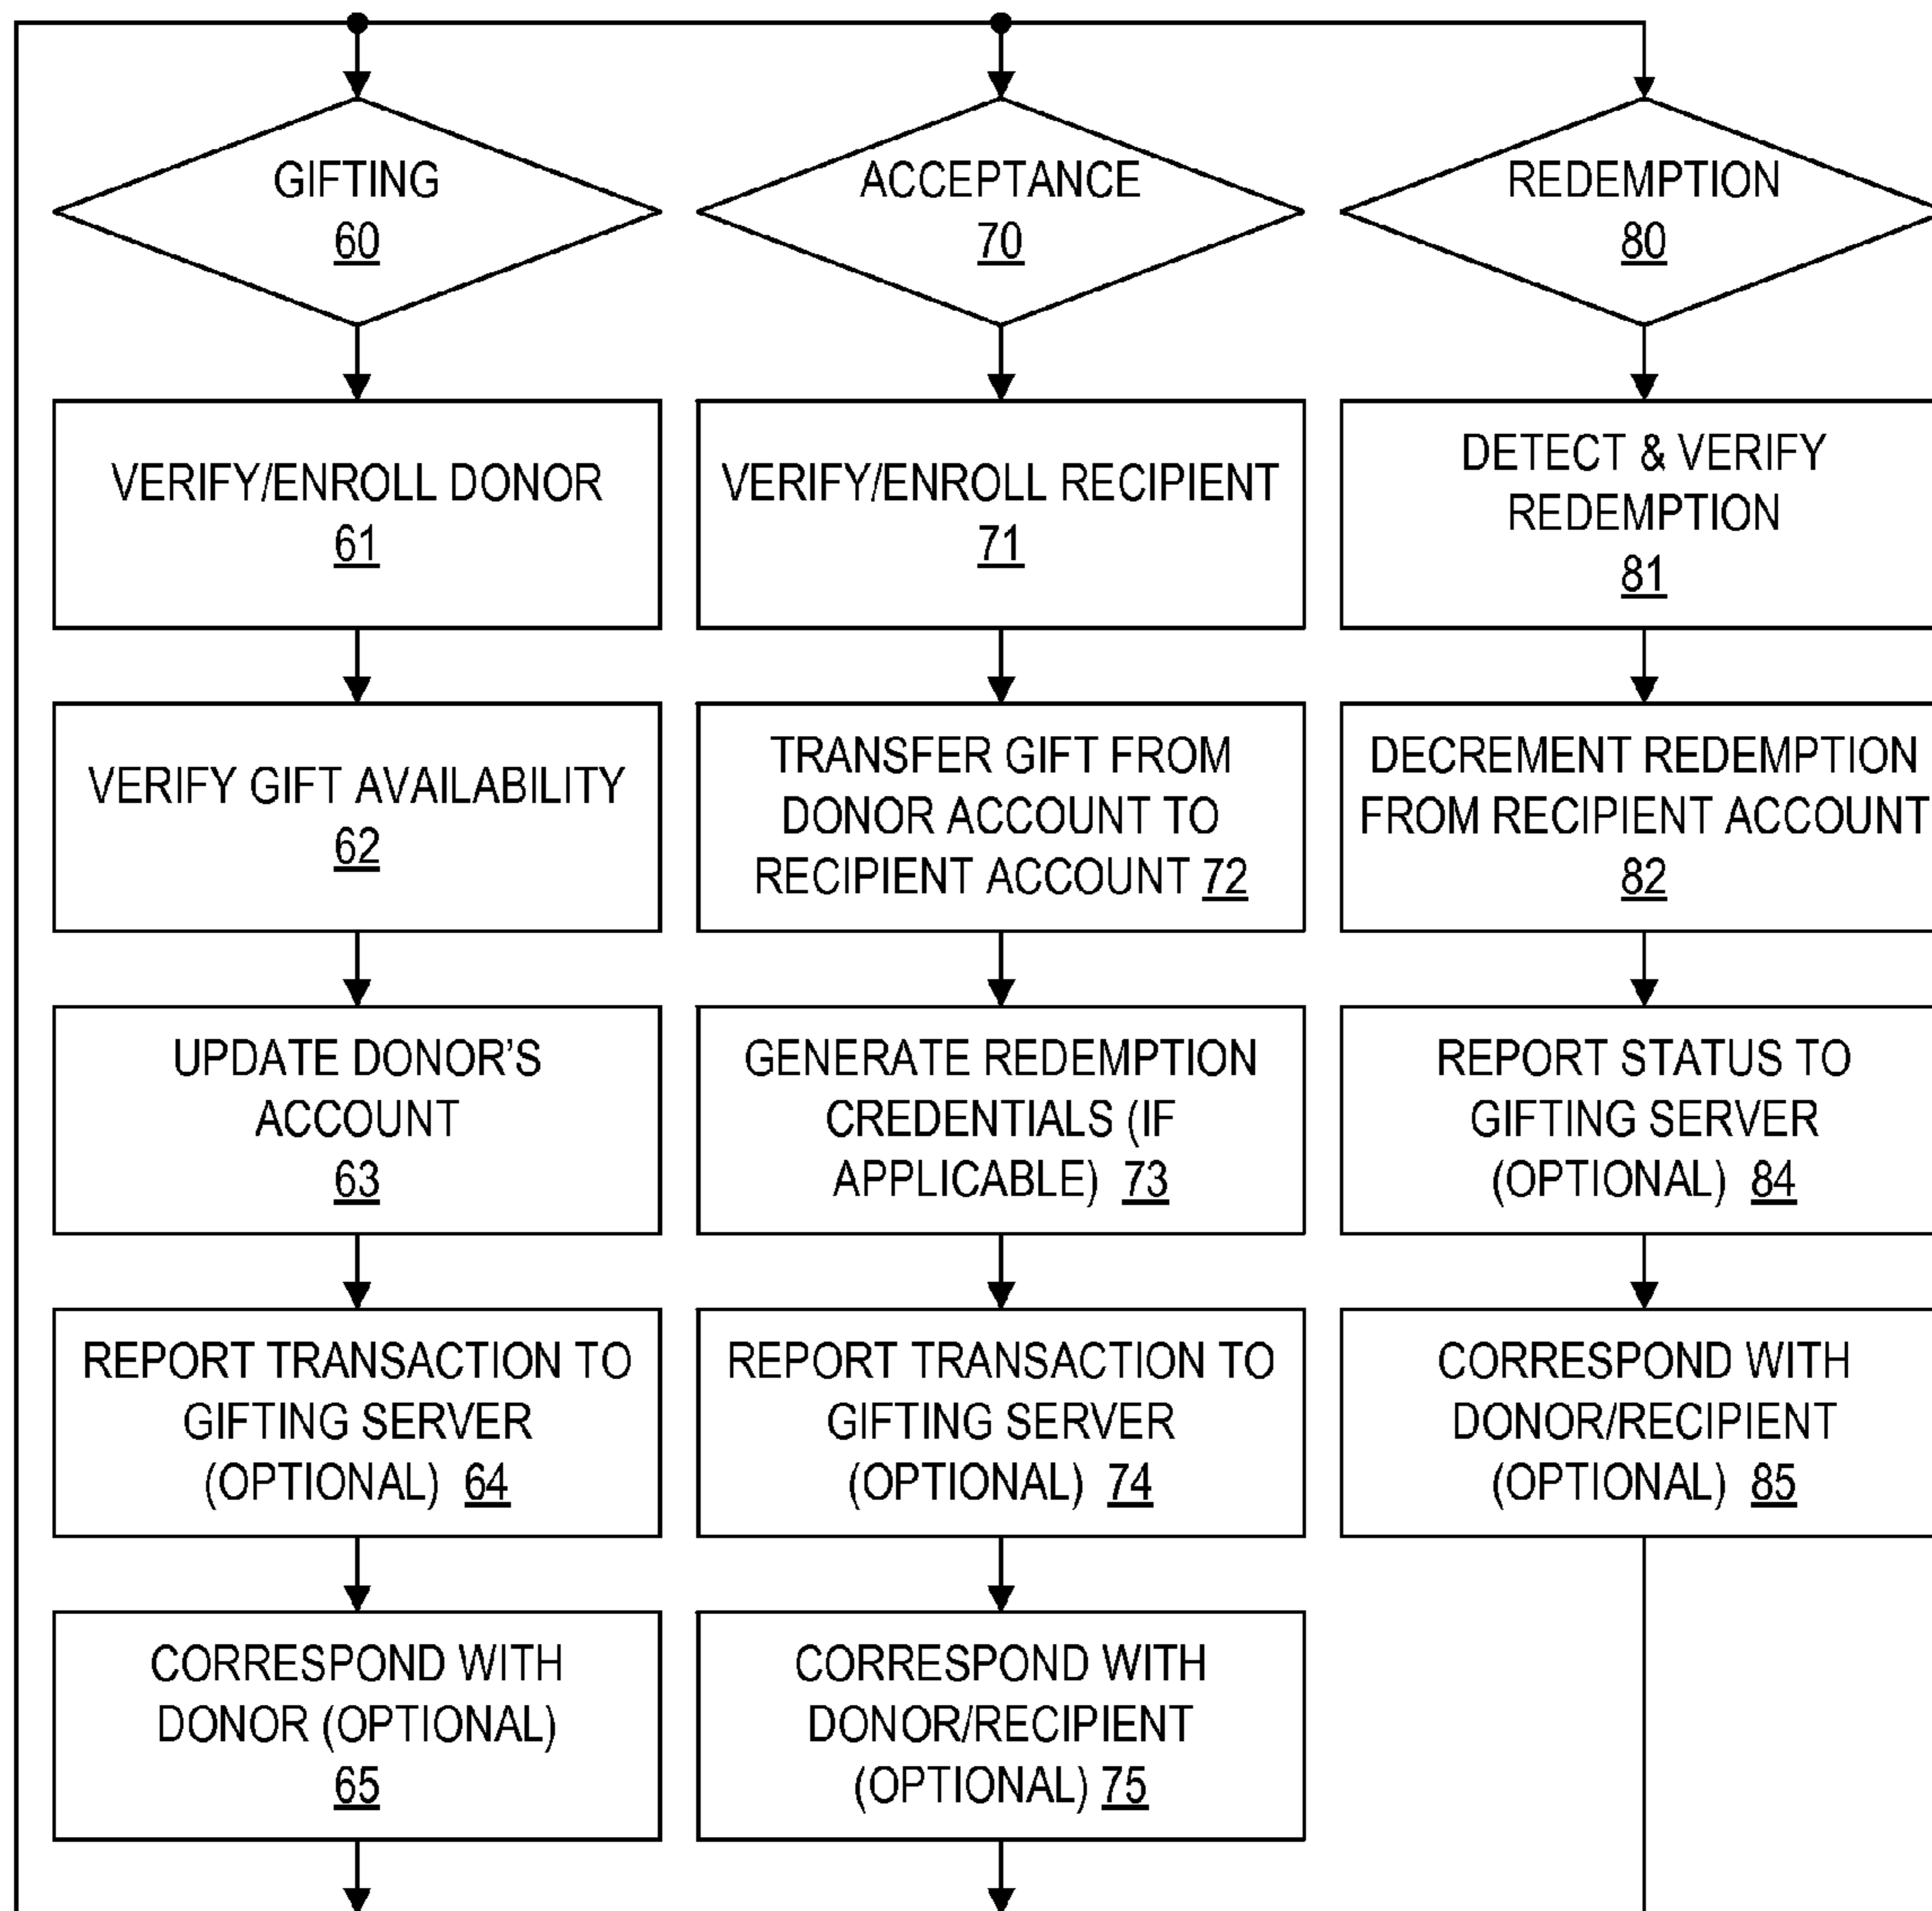 GIFTING
60
VERIFY/ENROLL DONOR
61
VERIFY GIFT AVAILABILITY
62
UPDATE DONOR’S
ACCOUNT
63
REPORT TRANSACTION TO
GIFTING SERVER
(OPTIONAL) 64
CORRESPOND WITH
DONOR (OPTIONAL)
65
ACCEPTANCE
70
VERIFY/ENROLL RECIPIENT
71
TRANSFER GIFT FROM
DONOR ACCOUNT TO
RECIPIENT ACCOUNT 72
GENERATE REDEMPTION
CREDENTIALS (IF
APPLICABLE) 73
REPORT TRANSACTION TO
GIFTING SERVER
(OPTIONAL) 74
CORRESPOND WITH
DONOR/RECIPIENT
(OPTIONAL) 75
REDEMPTION
80
DETECT & VERIFY
REDEMPTION
81
DECREMENT REDEMPTION
FROM RECIPIENT ACCOUNT
82
REPORT STATUS TO
GIFTING SERVER
(OPTIONAL) 84
CORRESPOND WITH
DONOR/RECIPIENT
(OPTIONAL) 85